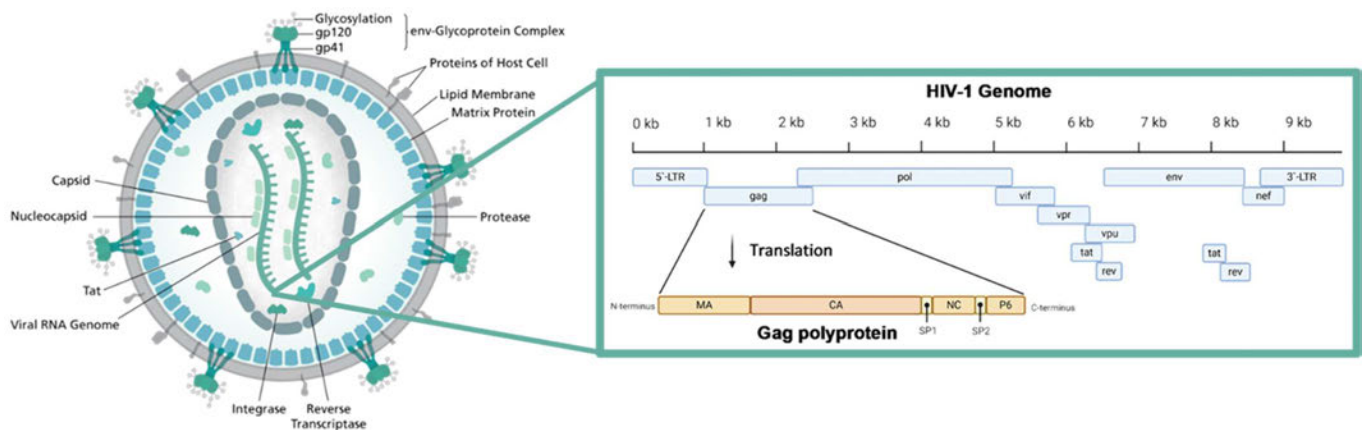 Glycosylation
gp120
gp41
env-Glycoprotein Complex
Proteins of Host Cell
Lipid Membrane
Matrix Protein
Capsid
Nucleocapsid
Protease
Tat
Viral RNA Genome
Integrase
Reverse
Transcriptase
HIV-1 Genome
0 kb 1 kb 2 kb 3 kb 4 kb 5 kb 6 kb 7 kb 8 kb 9 kb
5`-LTR pol env 3`-LTR
gag vif nef
vpr
vpu
Translation
tat tat
rev rev
N-terminus MA CA NC P6 C-terminus
SP1 SP2
Gag polyprotein